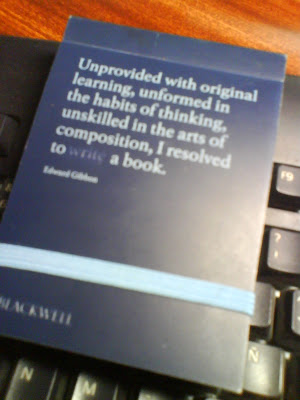 Unprovided with original
learning, unformed in
the habits of thinking,
unskilled in the arts of
composition, I resolved
to write a book.
Edward Gibbon
BLACKWELL
F9
?
Ñ
N
M